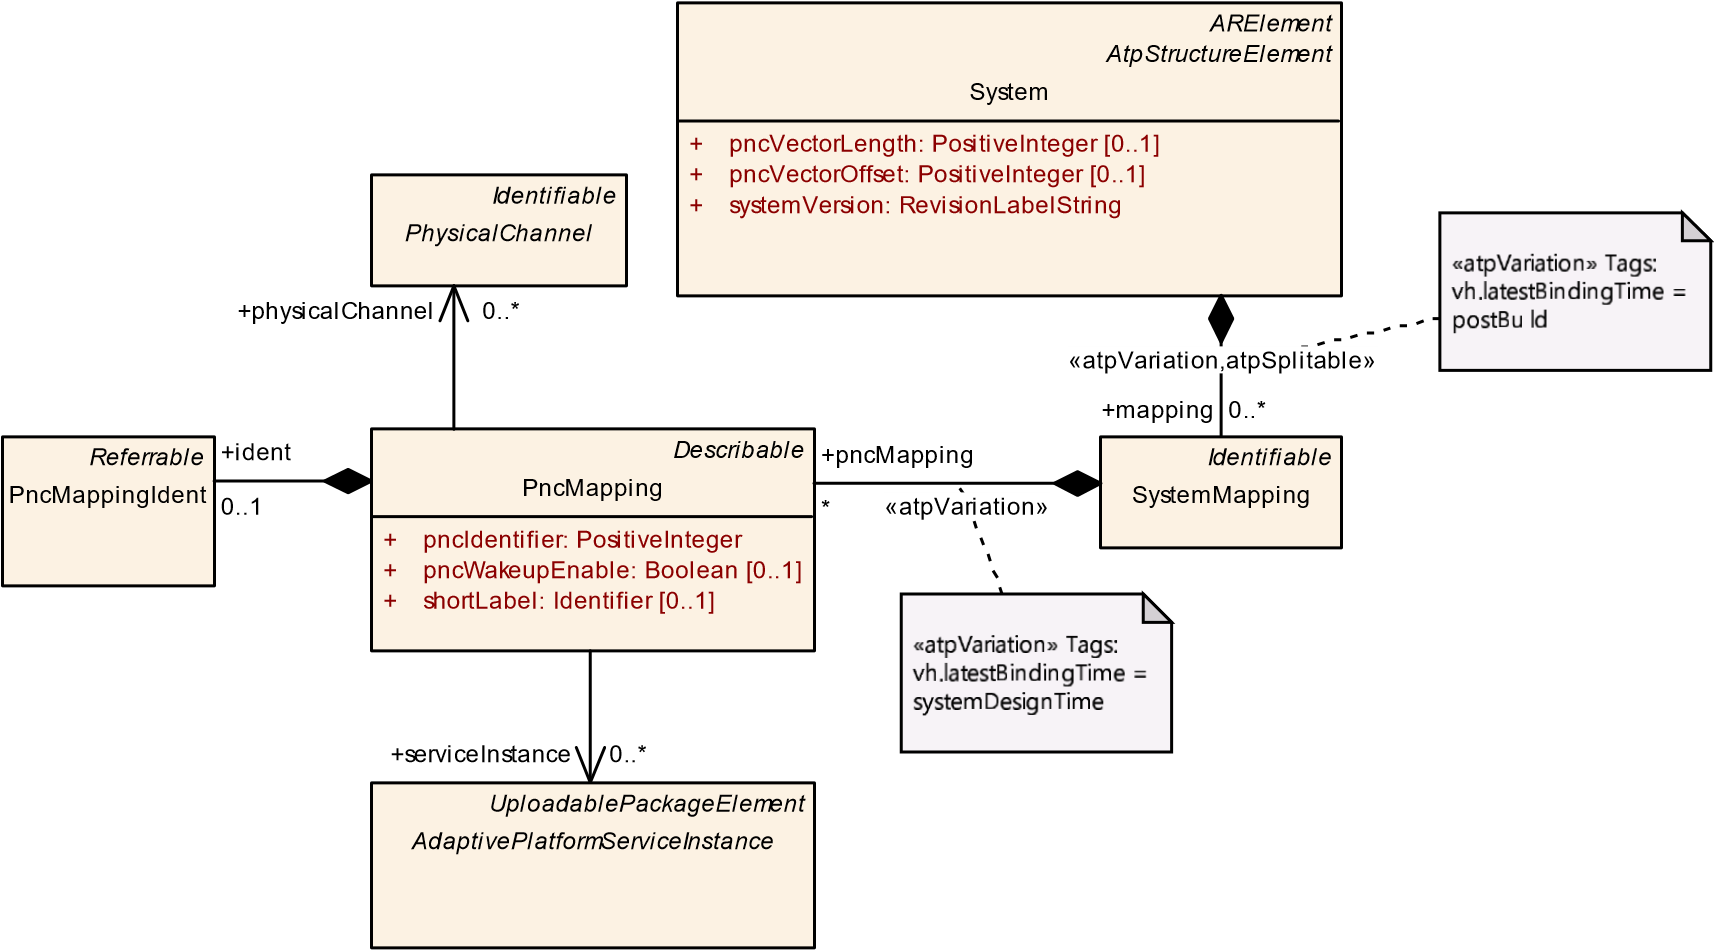 ARElement
AtpStructureElement
System
+ pncVectorLength: PositiveInteger [0..1]
+ pncVectorOffset: PositiveInteger [0..1]
+ systemVersion: RevisionLabelString
Identifiable
PhysicalChannel
«atpVariation» Tags:
vh.latestBindingTime =
postBu ld
+physicalChannel 0..*
«atpVariation,atpSplitable»
+mapping 0..*
Referrable
PncMappingIdent
+ident
0..1
Describable
PncMapping
+ pncIdentifier: PositiveInteger
+ pncWakeupEnable: Boolean [0..1]
+ shortLabel: Identifier [0..1]
+pncMapping
*
«atpVariation»
Identifiable
SystemMapping
«atpVariation» Tags:
vh.latestBindingTime =
systemDesignTime
+serviceInstance 0..*
UploadablePackageElement
AdaptivePlatformServiceInstance